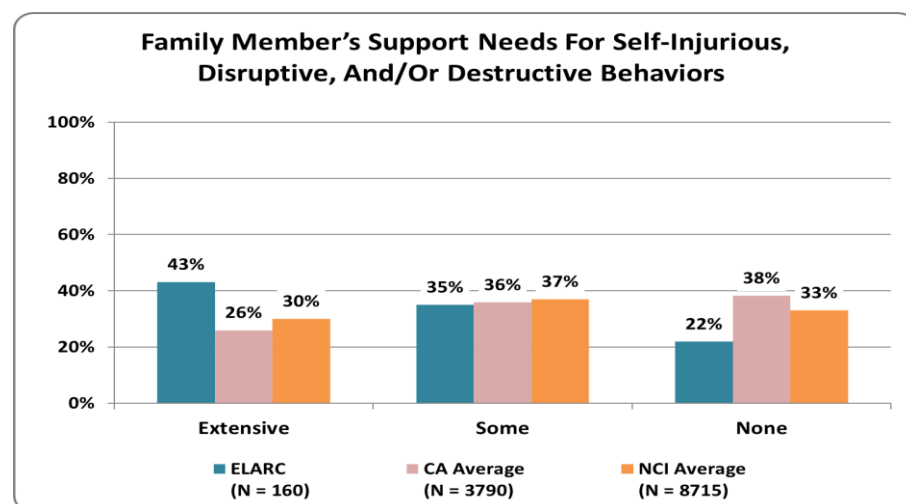 Family Member’s Support Needs For Self-Injurious,
Disruptive, And/Or Destructive Behaviors
100%
80%
60%
40%
20%
0%
43%
26%
30%
35%
36%
37%
22%
38%
33%
Extensive
Some
None
ELARC
(N = 160)
CA Average
(N = 3790)
NCI Average
(N = 8715)